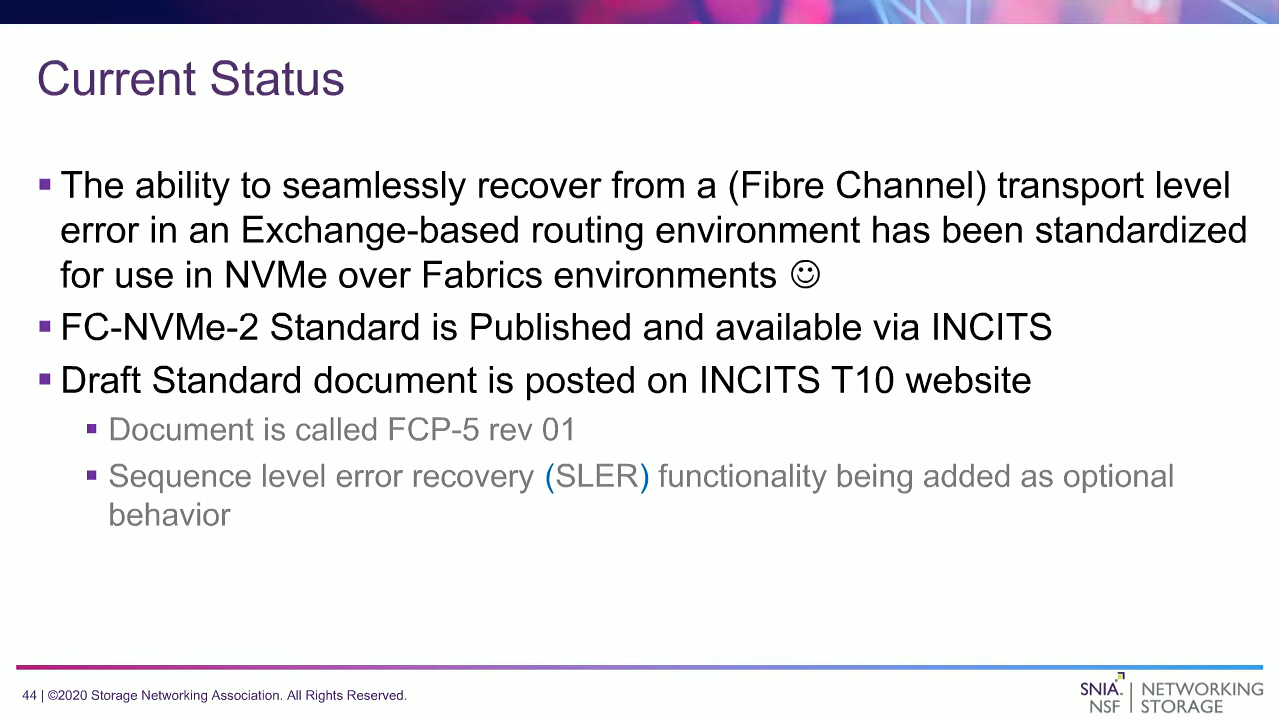 Current Status
▪ The ability to seamlessly recover from a (Fibre Channel) transport level
error in an Exchange-based routing environment has been standardized
for use in NVMe over Fabrics environments ☺
▪ FC-NVMe-2 Standard is Published and available via INCITS
▪ Draft Standard document is posted on INCITS T10 website
▪ Document is called FCP-5 rev 01
▪ Sequence level error recovery (SLER) functionality being added as optional
behavior
44 | ©2020 Storage Networking Association. All Rights Reserved.
SNIA™ | NETWORKING
NSF | STORAGE